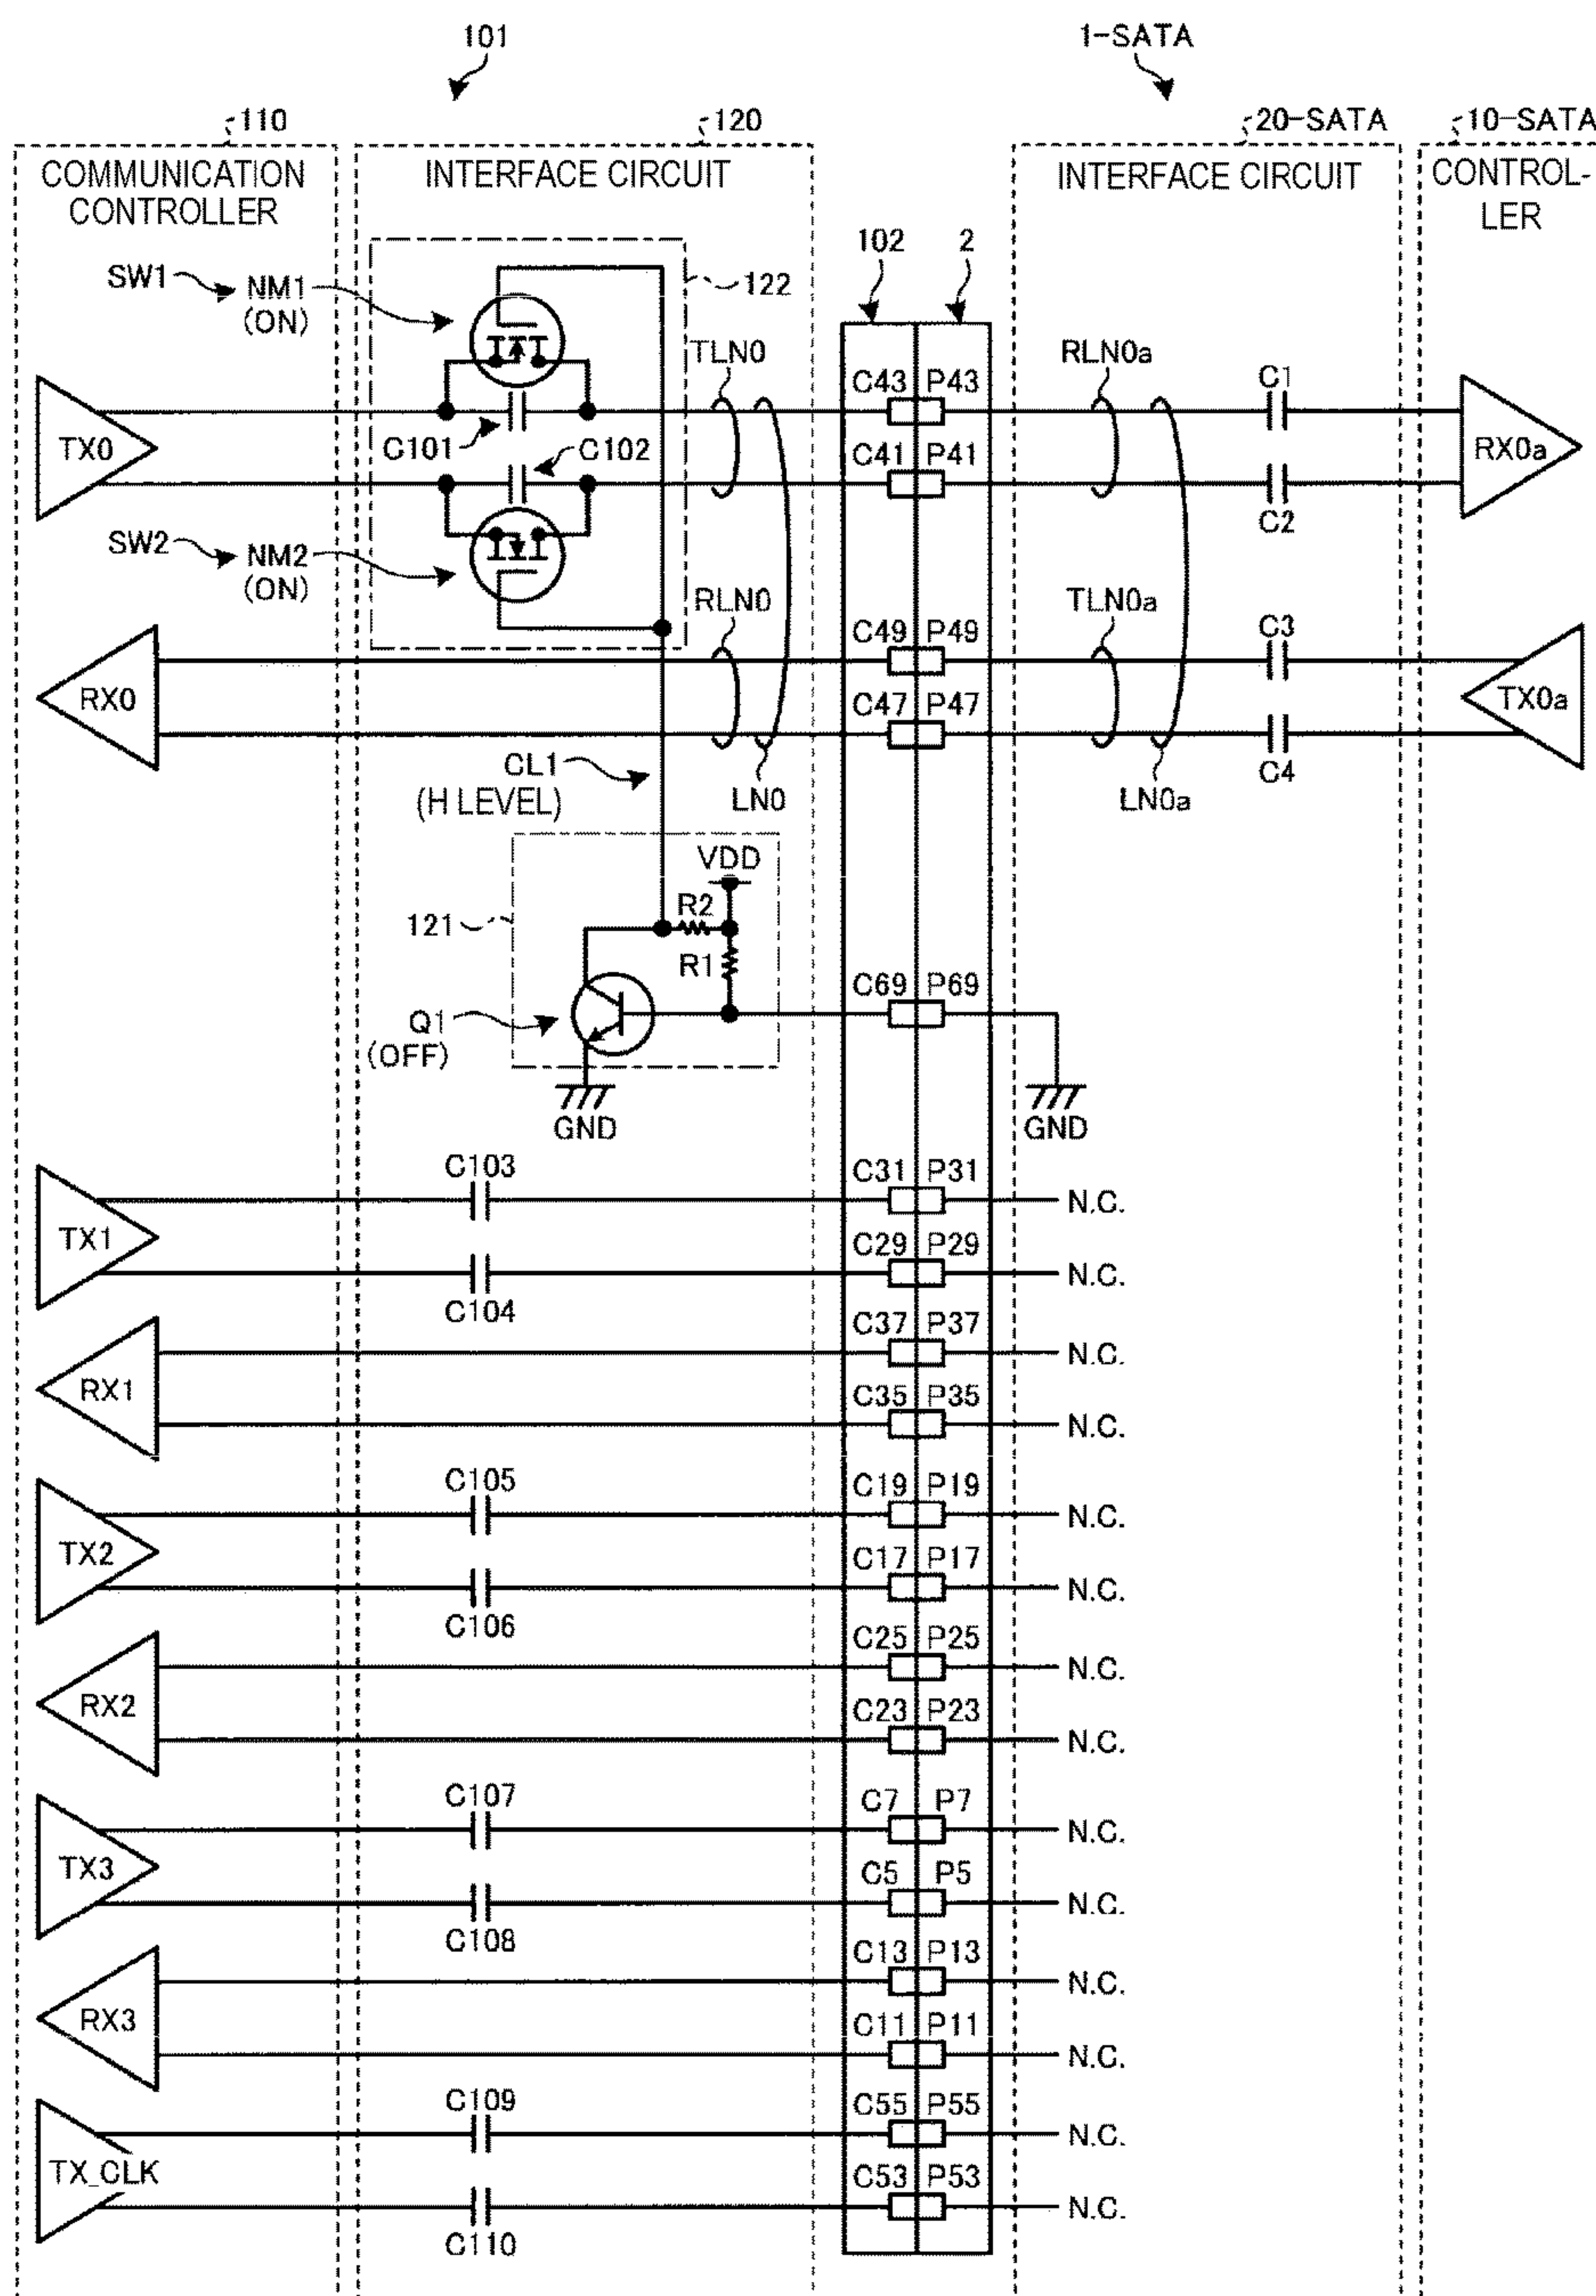 101
1-SATA
110
120
20-SATA
10-SATA
COMMUNICATION
CONTROLLER
INTERFACE CIRCUIT
INTERFACE CIRCUIT
CONTROL-
LER
102
2
SW1
NM1
(ON)
122
TLN0
RLN0a
C43
P43
C1
TX0
C101
C102
C41
P41
RX0a
C2
SW2
NM2
(ON)
RLN0
TLN0a
C49
P49
C3
RX0
C47
P47
TX0a
C4
CL1
(H LEVEL)
LN0
LN0a
VDD
121
R2
R1
C69
P69
Q1
(OFF)
GND
GND
C103
C31
P31
N.C.
TX1
C29
P29
N.C.
C104
C37
P37
N.C.
RX1
C35
P35
N.C.
C105
C19
P19
N.C.
TX2
C17
P17
N.C.
C106
C25
P25
N.C.
RX2
C23
P23
N.C.
C107
C7
P7
N.C.
TX3
C5
P5
N.C.
C108
C13
P13
N.C.
RX3
C11
P11
N.C.
C109
C55
P55
N.C.
TX_CLK
C53
P53
N.C.
C110